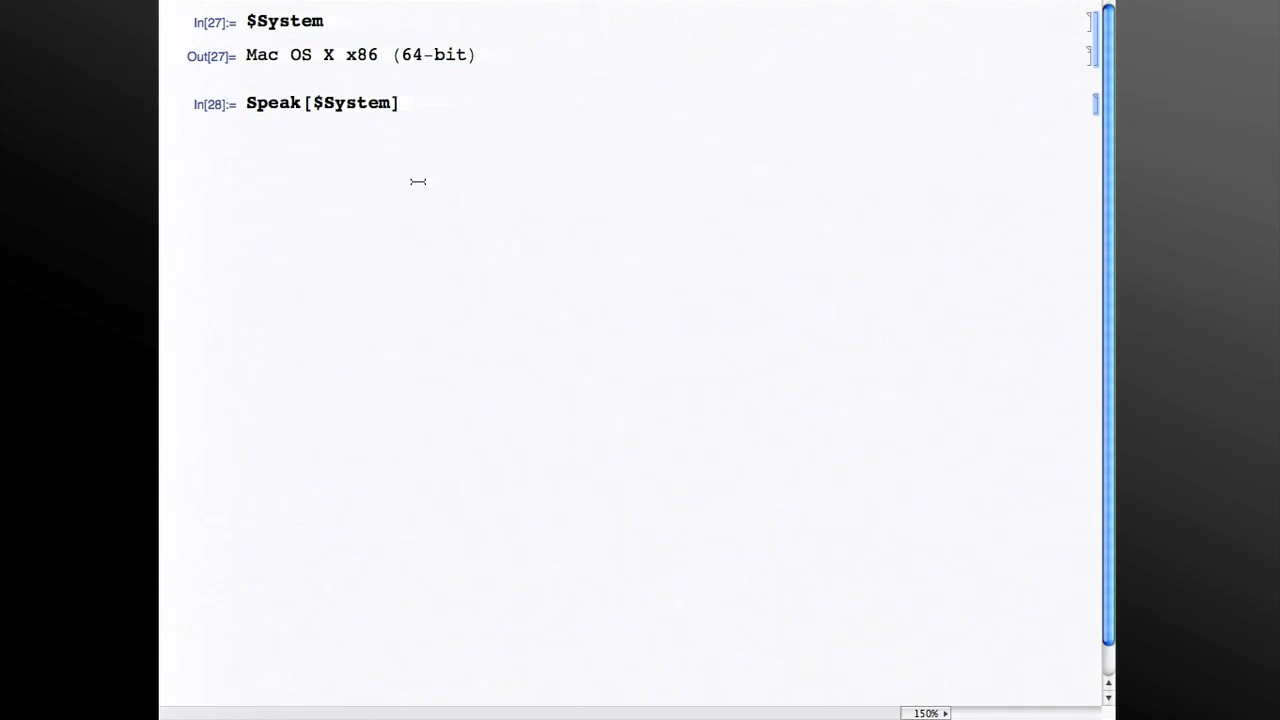 In[27]:= $System
Out[27]= Mac OS X x86 (64-bit)
In[28]:= Speak[$System]
150%